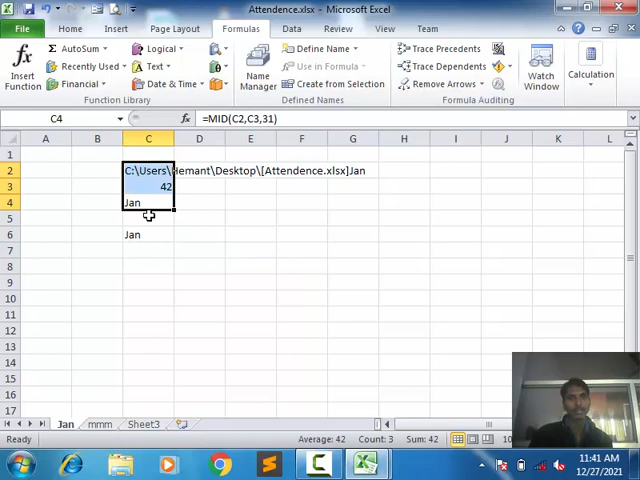 Attendence.xlsx - Microsoft Excel
File Home Insert Page Layout Formulas Data Review View
Insert Function
AutoSum
Recently Used
Financial
Logical
Text
Date & Time
Function Library
Name Manager
Define Name
Use in Formula
Create from Selection
Defined Names
Trace Precedents
Trace Dependents
Remove Arrows
Formula Auditing
Watch Window
Calculation
C4 fx =MID(C2,C3,31)
A B C D E F G H I J K L
1
2 C:\Users\Hemant\Desktop\[Attendence.xlsx]Jan
3 42
4 Jan
5
6 Jan
7
8
9
10
11
12
13
14
15
16
17
Jan mmm Sheet3
Ready Average: 42 Count: 3 Sum: 42 10
11:41 AM
12/27/2021